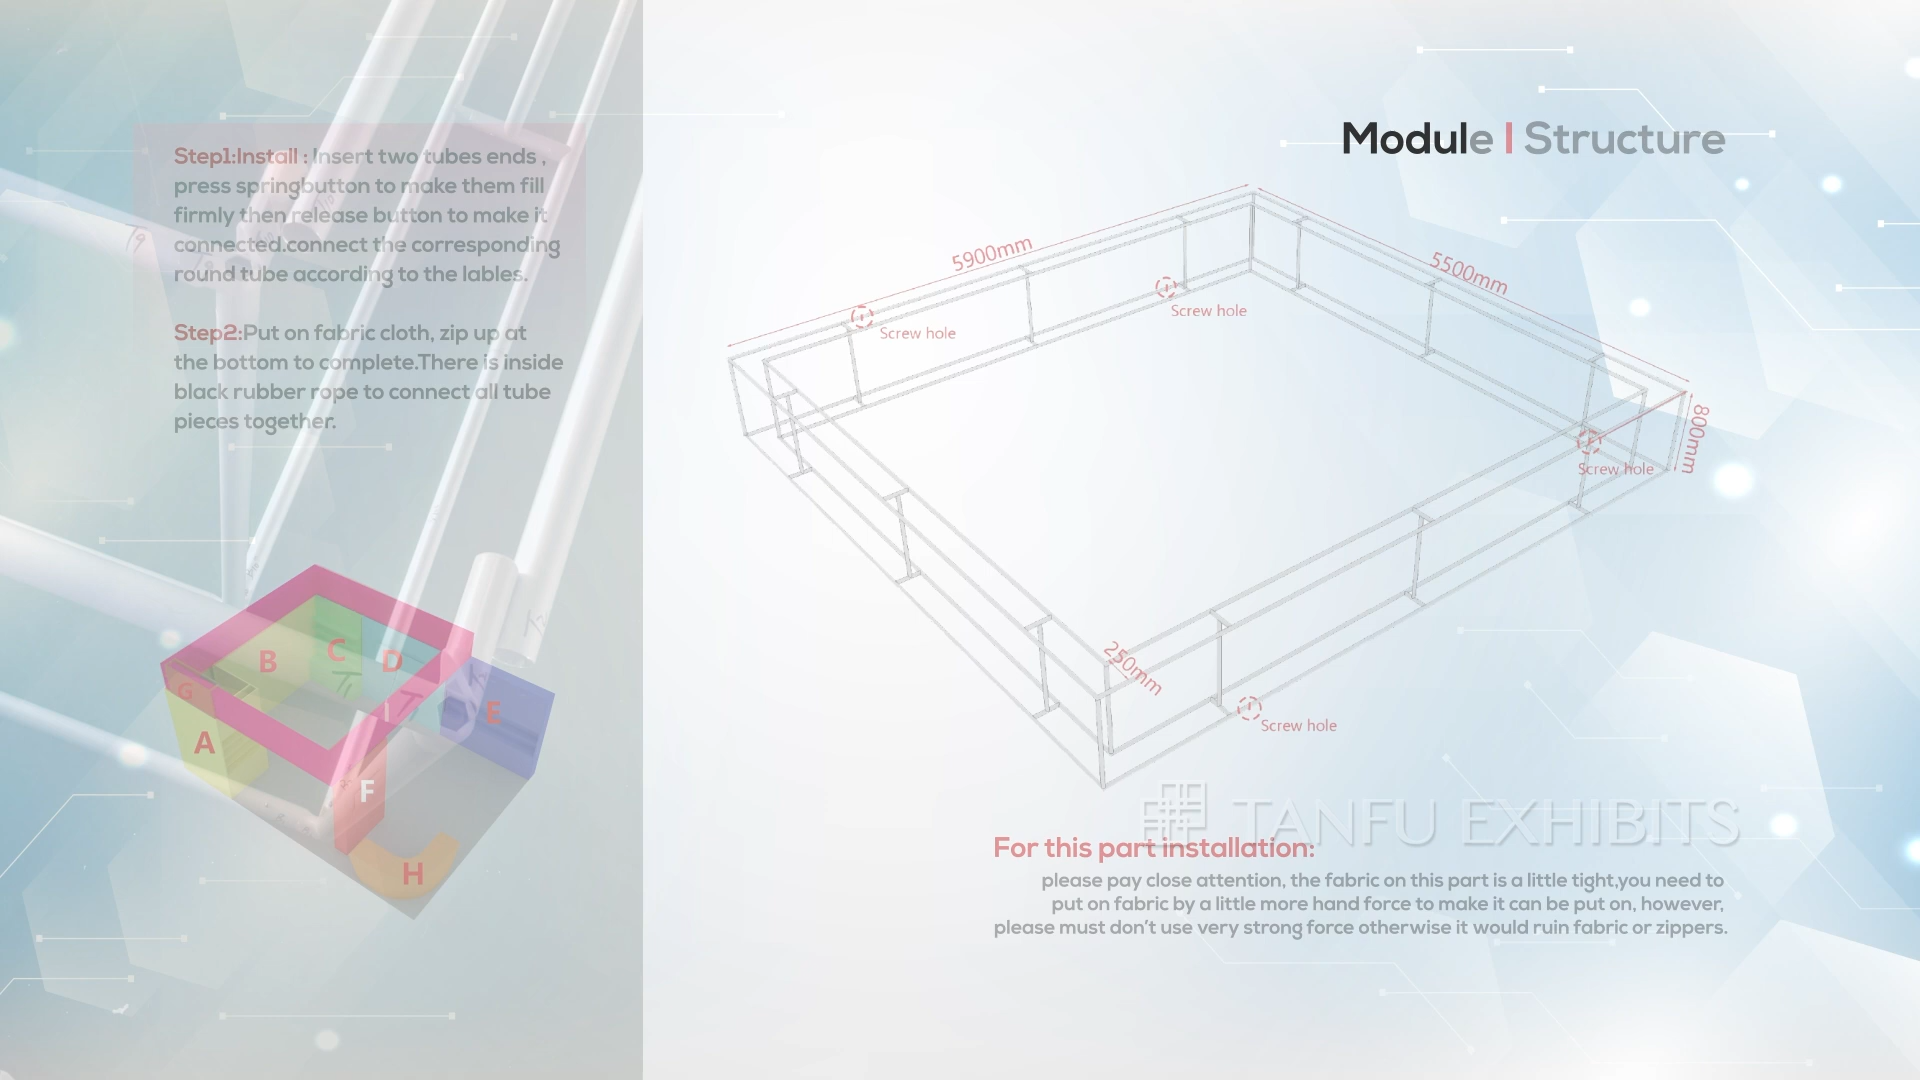 Step1:Install : Insert two tubes ends ,
press springbutton to make them fill
firmly then release button to make it
connected.connect the corresponding
round tube according to the lables.
Step2:Put on fabric cloth, zip up at
the bottom to complete.There is inside
black rubber rope to connect all tube
pieces together.
B
C
D
G
I
E
A
F
H
Module I Structure
5900mm
5500mm
Screw hole
Screw hole
800mm
Screw hole
250mm
Screw hole
TANFU EXHIBITS
For this part installation:
please pay close attention, the fabric on this part is a little tight,you need to
put on fabric by a little more hand force to make it can be put on, however,
please must don't use very strong force otherwise it would ruin fabric or zippers.